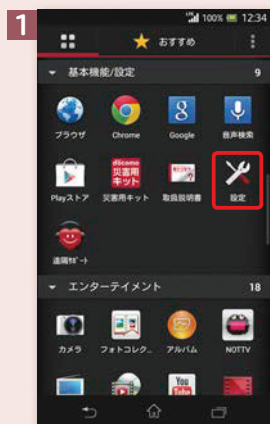 1
100% 12:34
おすすめ
基本機能/設定 9
ブラウザ Chrome Google 音声検索
docomo
災害用
キット
Playストア 災害用キット 取扱説明書 設定
遠隔サポート
エンターテイメント 18
カメラ フォトコレク... アルバム NOTTV
You